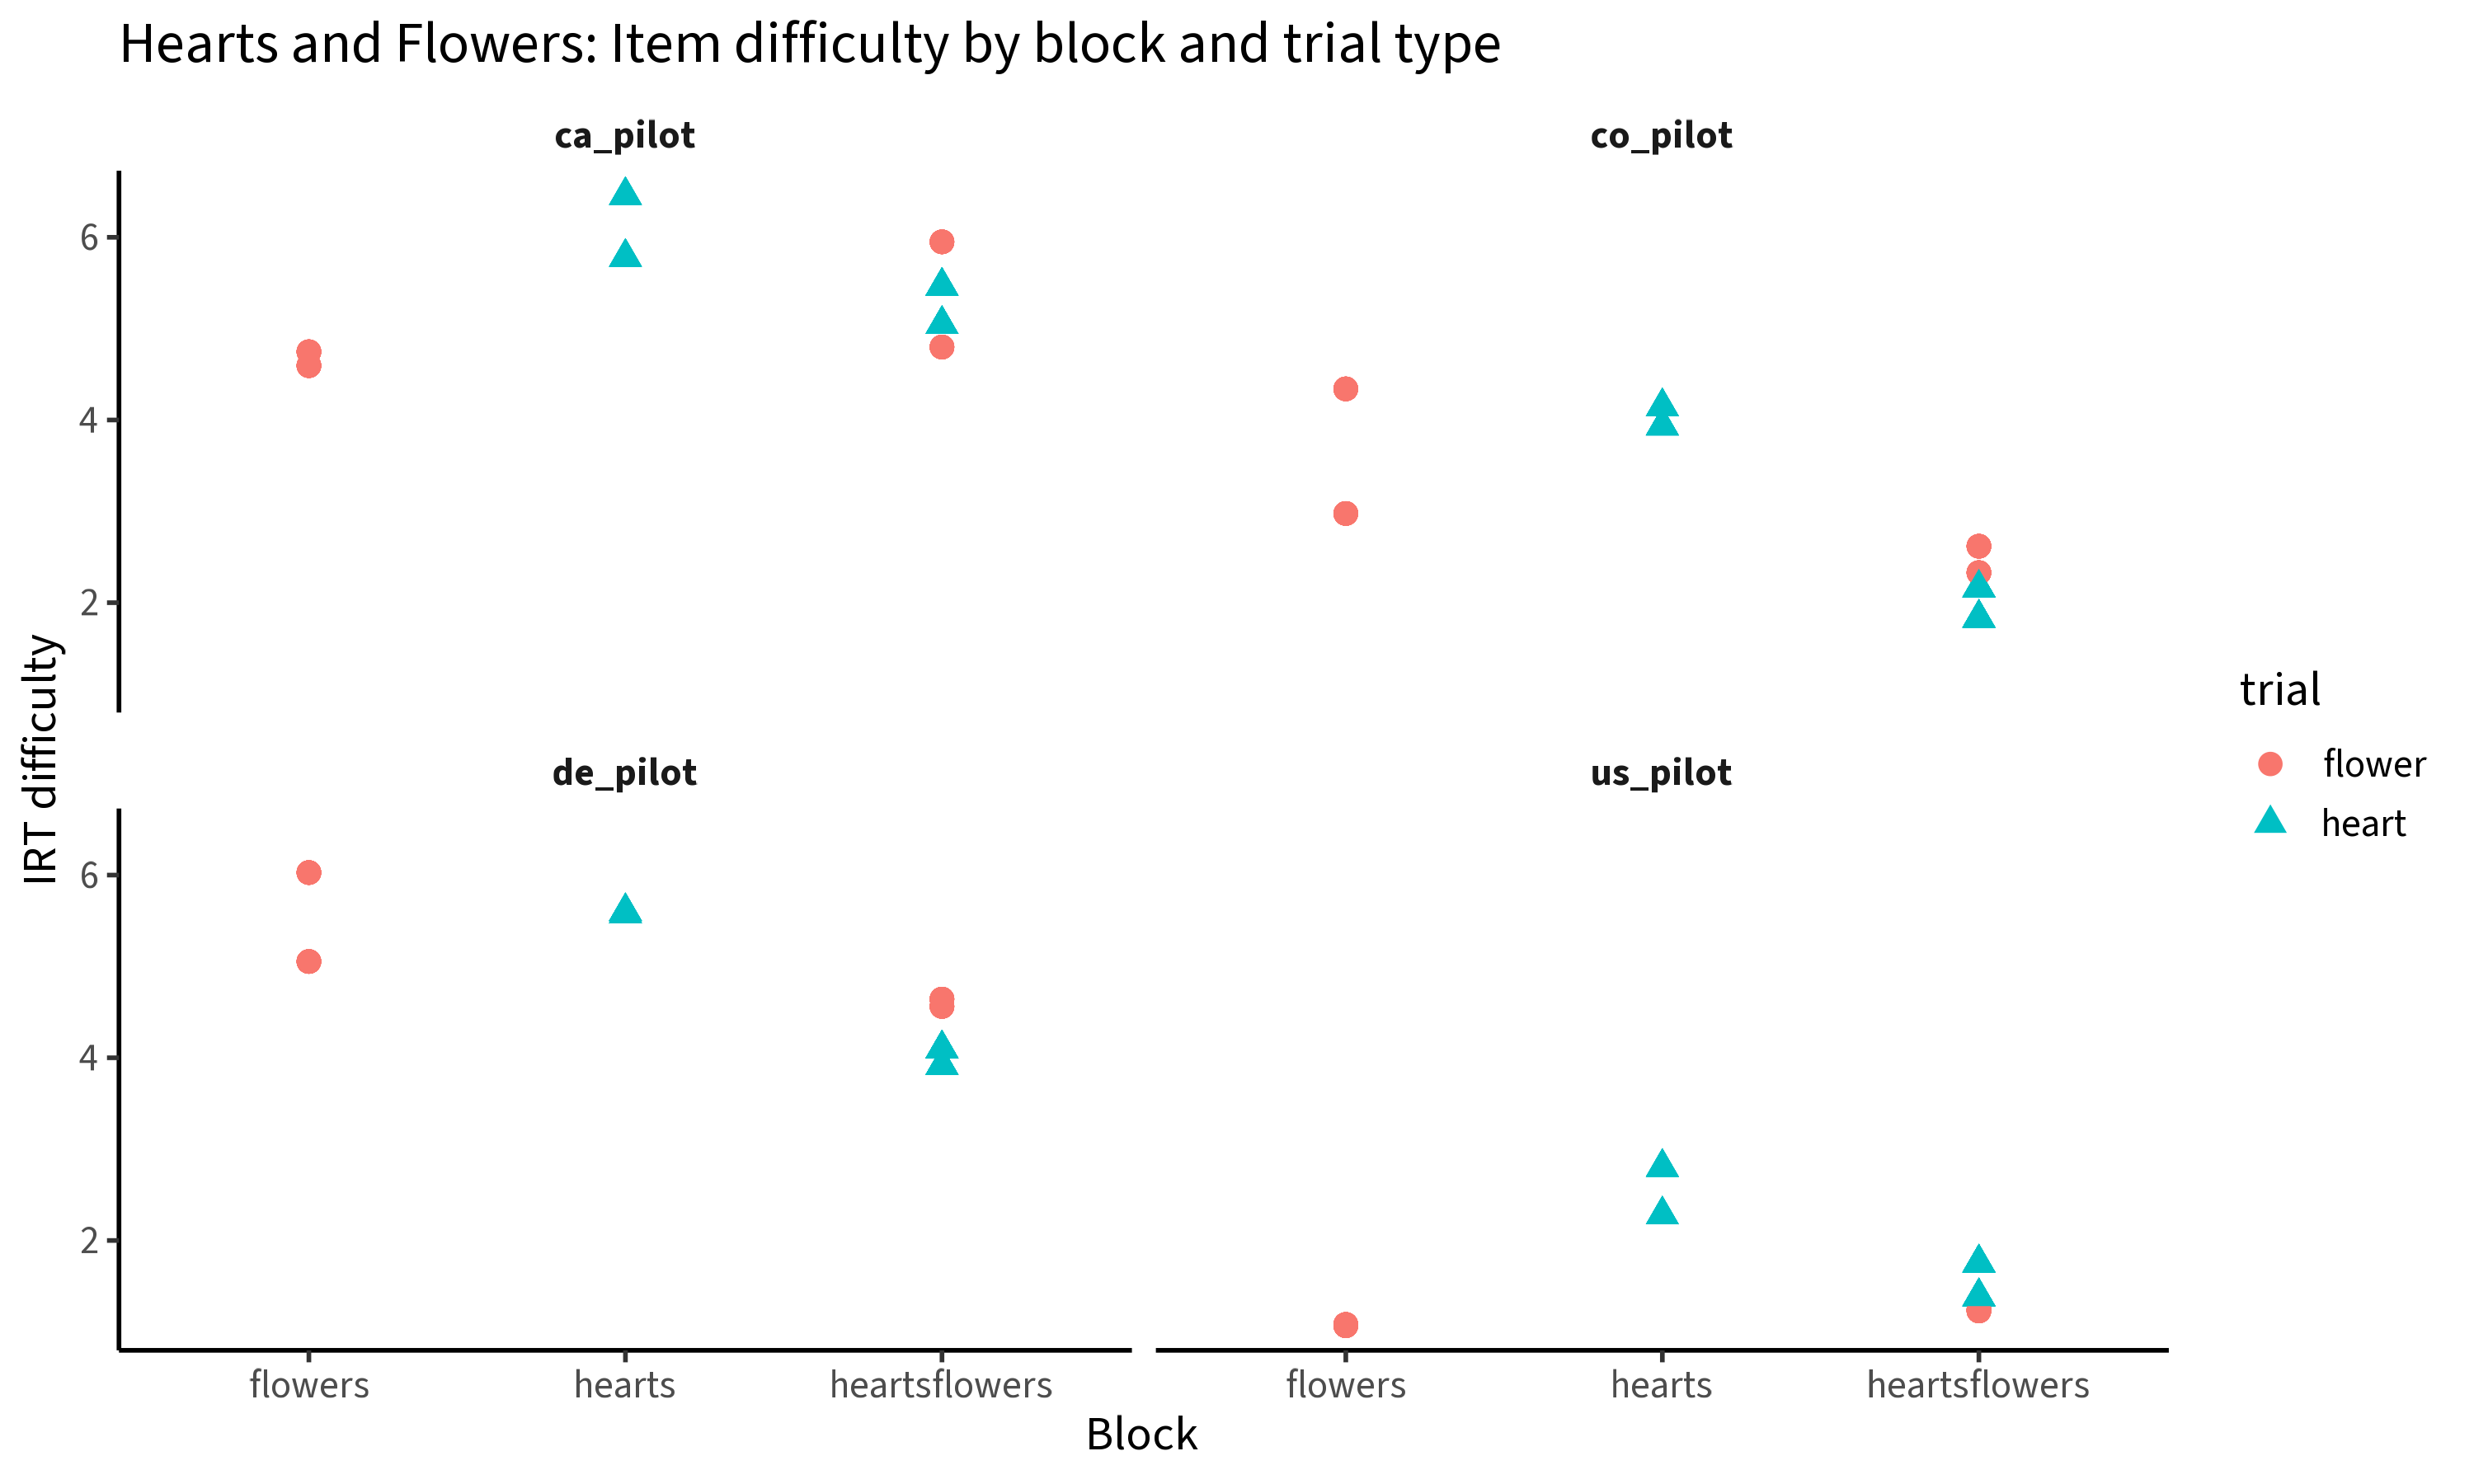 Hearts and Flowers: Item difficulty by block and trial type
ca_pilot
co_pilot
6
4
2
IRT difficulty
trial
flower
heart
de_pilot
us_pilot
6
4
2
flowers
hearts
heartsflowers
flowers
hearts
heartsflowers
Block